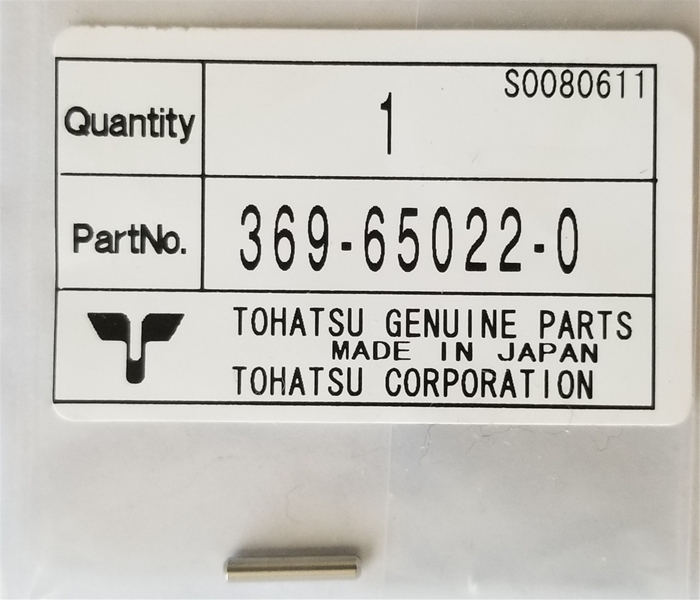 S0080611
Quantity 1
PartNo. 369-65022-0
TOHATSU GENUINE PARTS
MADE IN JAPAN
TOHATSU CORPORATION